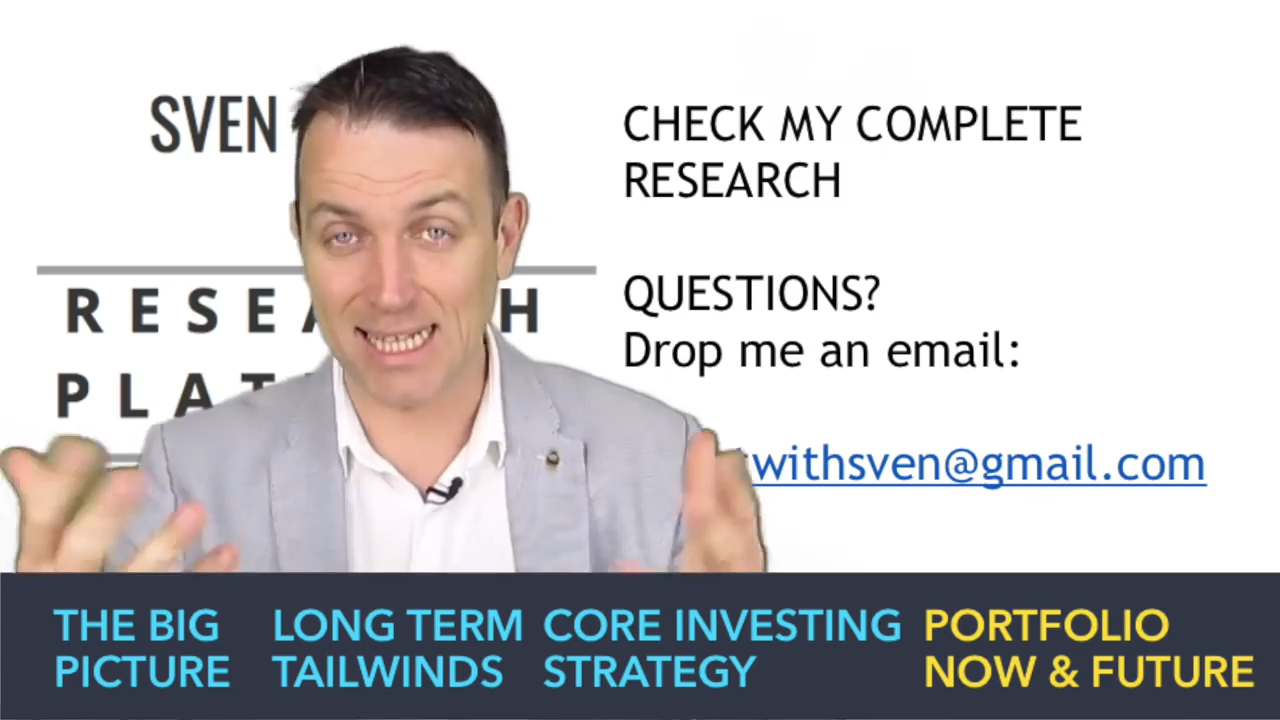 SVEN
CHECK MY COMPLETE
RESEARCH
QUESTIONS?
Drop me an email:
withsven@gmail.com
THE BIG
PICTURE
LONG TERM
TAILWINDS
CORE INVESTING
STRATEGY
PORTFOLIO
NOW & FUTURE